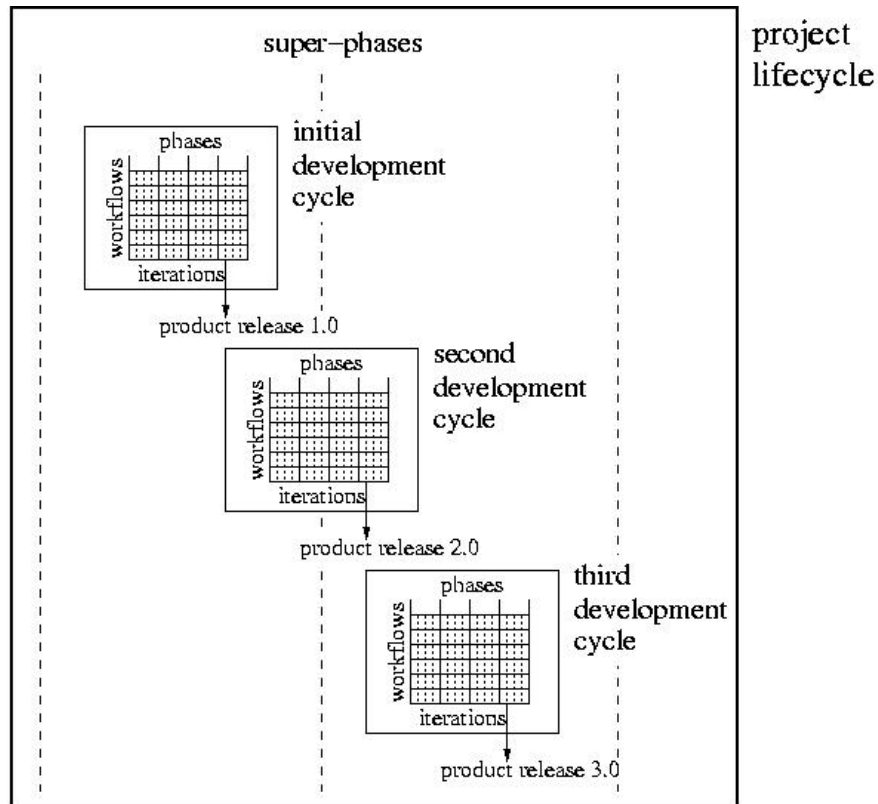 super-phases
project
lifecycle
initial
development
cycle
phases
workflows
iterations
product release 1.0
second
development
cycle
phases
workflows
iterations
product release 2.0
third
development
cycle
phases
workflows
iterations
product release 3.0